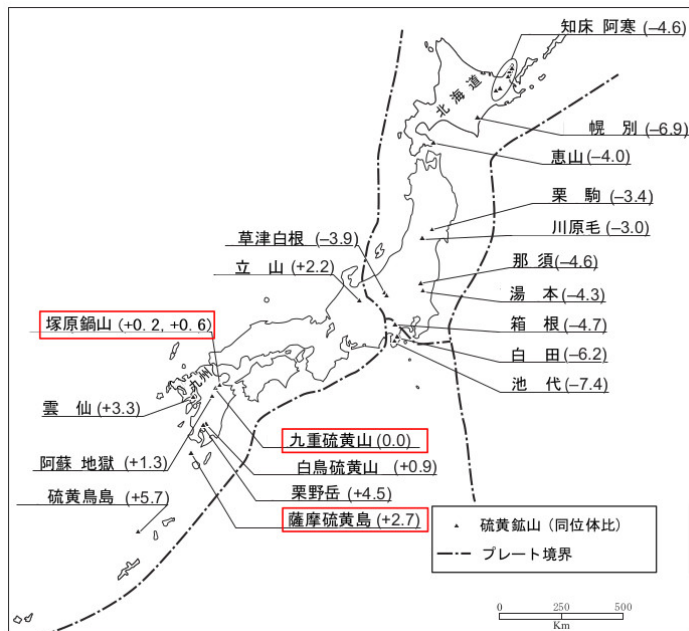 知床 阿寒 (–4.6)
北海道
幌 別 (–6.9)
恵山 (–4.0)
栗 駒 (–3.4)
川原毛 (–3.0)
草津白根 (–3.9)
立 山 (+2.2)
那 須 (–4.6)
湯 本 (–4.3)
箱 根 (–4.7)
白 田 (–6.2)
池 代 (–7.4)
塚原鍋山 (+0. 2, +0. 6)
九州
雲 仙 (+3.3)
九重硫黄山 (0.0)
阿蘇 地獄 (+1.3)
白鳥硫黄山 (+0.9)
栗野岳 (+4.5)
硫黄鳥島 (+5.7)
薩摩硫黄島 (+2.7)
硫黄鉱山 (同位体比)
プレート境界
0 250 500
Km